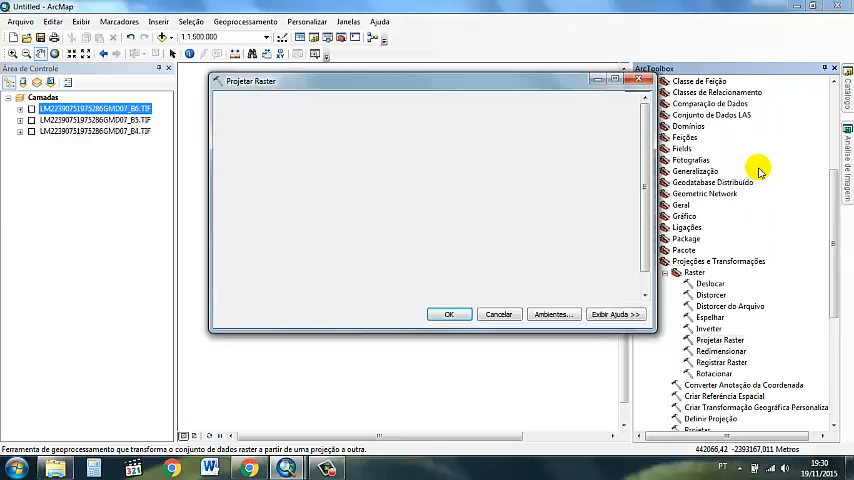 Untitled - ArcMap
Arquivo Editar Exibir Marcadores Inserir Seleção Geoprocessamento Personalizar Janelas Ajuda
1:1.500.000
Área de Controle
Camadas
LM22390751975286GMD07_B6.TIF
LM22390751975286GMD07_B5.TIF
LM22390751975286GMD07_B4.TIF
Projetar Raster
OK Cancelar Ambientes... Exibir Ajuda >>
ArcToolbox
Classe de Feição
Classes de Relacionamento
Comparação de Dados
Conjunto de Dados LAS
Domínios
Feições
Fields
Fotografias
Generalização
Geodatabase Distribuído
Geometric Network
Geral
Gráfico
Ligações
Package
Pacote
Projeções e Transformações
Raster
Deslocar
Distorcer
Distorcer do Arquivo
Espelhar
Inverter
Projetar Raster
Redimensionar
Registrar Raster
Rotacionar
Converter Anotação da Coordenada
Criar Referência Espacial
Criar Transformação Geográfica Personaliza
Definir Projeção
Projetar
Catálogo
Análise de Imagem
Ferramenta de geoprocessamento que transforma o conjunto de dados raster a partir de uma projeção a outra.
442066,42 -2393167,011 Metros
321
PT
19:30
19/11/2015